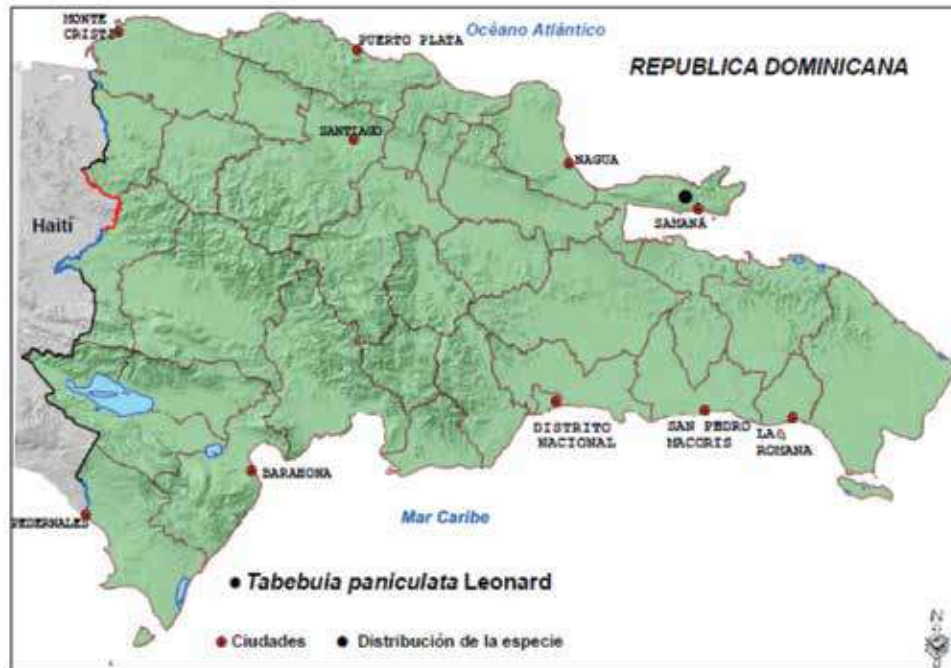 MONTE
CRISTI
Océano Atlántico
PUERTO PLATA
REPUBLICA DOMINICANA
SANTIAGO
NAGUA
Haití
SAMANÁ
DISTRITO
NACIONAL
SAN PEDRO
MACORIS
LA
ROMANA
BARAHONA
Mar Caribe
PEDERNALES
Tabebuia paniculata Leonard
Ciudades
Distribución de la especie
N